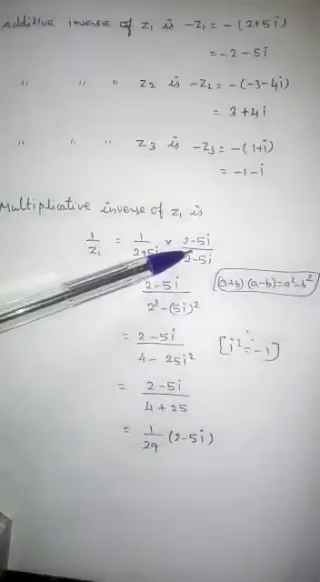 Additive inverse of z₁ is -z₁ = -(2+5i)
= -2-5i
" " " z₂ is -z₂ = -(-3-4i)
= 3+4i
" " " z₃ is -z₃ = -(1+i)
= -1-i
Multiplicative inverse of z₁ is
1/z₁ = 1/2+5i × 2-5i/2-5i
2-5i/2²-(5i)² (a+b)(a-b)=a²-b²
= 2-5i/4-25i² [i²=-1]
= 2-5i/4+25
= 1/29 (2-5i)